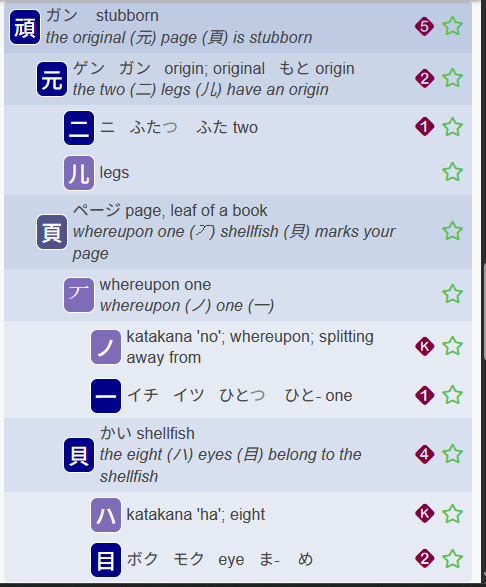 頑 ガン stubborn 5
the original (元) page (頁) is stubborn
元 ゲン ガン origin; original もと origin 2
the two (二) legs (儿) have an origin
二 ニ ふたつ ふた two 1
儿 legs
頁 ページ page, leaf of a book
whereupon one (丆) shellfish (貝) marks your
page
丆 whereupon one
whereupon (ノ) one (一)
ノ katakana 'no'; whereupon; splitting K
away from
一 イチ イツ ひとつ ひと- one 1
貝 かい shellfish 4
the eight (ハ) eyes (目) belong to the
shellfish
ハ katakana 'ha'; eight K
目 ボク モク eye ま- め 2